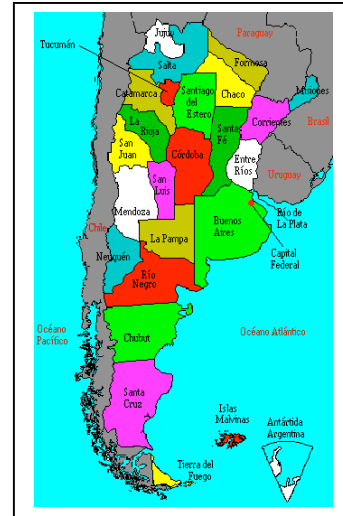 Jujuy
Paraguay
Tucumán
Salta
Formosa
Catamarca
Santiago
del
Estero
Chaco
Misiones
La
Rioja
Santa
Fé
Corrientes
Brasil
San
Juan
Córdoba
Entre
Ríos
San
Luis
Uruguay
Mendoza
Río de
La Plata
Chile
La Pampa
Buenos
Aires
Capital
Federal
Neuquén
Río
Negro
Océano
Pacífico
Océano Atlántico
Chubut
Santa
Cruz
Islas
Malvinas
Antártida
Argentina
Tierra del
Fuego